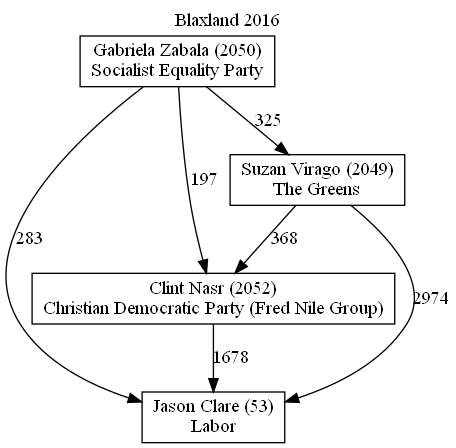 Blaxland 2016
Gabriela Zabala (2050)
Socialist Equality Party
325
Suzan Virago (2049)
The Greens
197
283
368
Clint Nasr (2052)
Christian Democratic Party (Fred Nile Group)
2974
1678
Jason Clare (53)
Labor